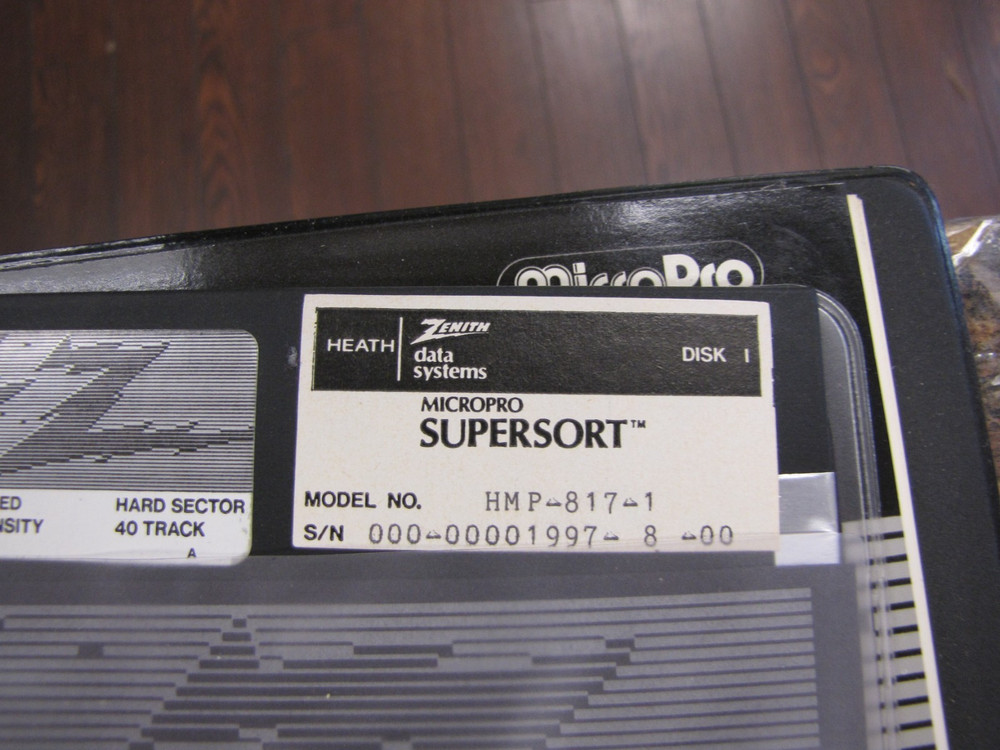 microPro
HEATH
ZENITH
data
systems
DISK I
MICROPRO
SUPERSORT™
MODEL NO. HMP-817-1
S/N 000-00001997- 8 -00
ED HARD SECTOR
NSITY 40 TRACK
A